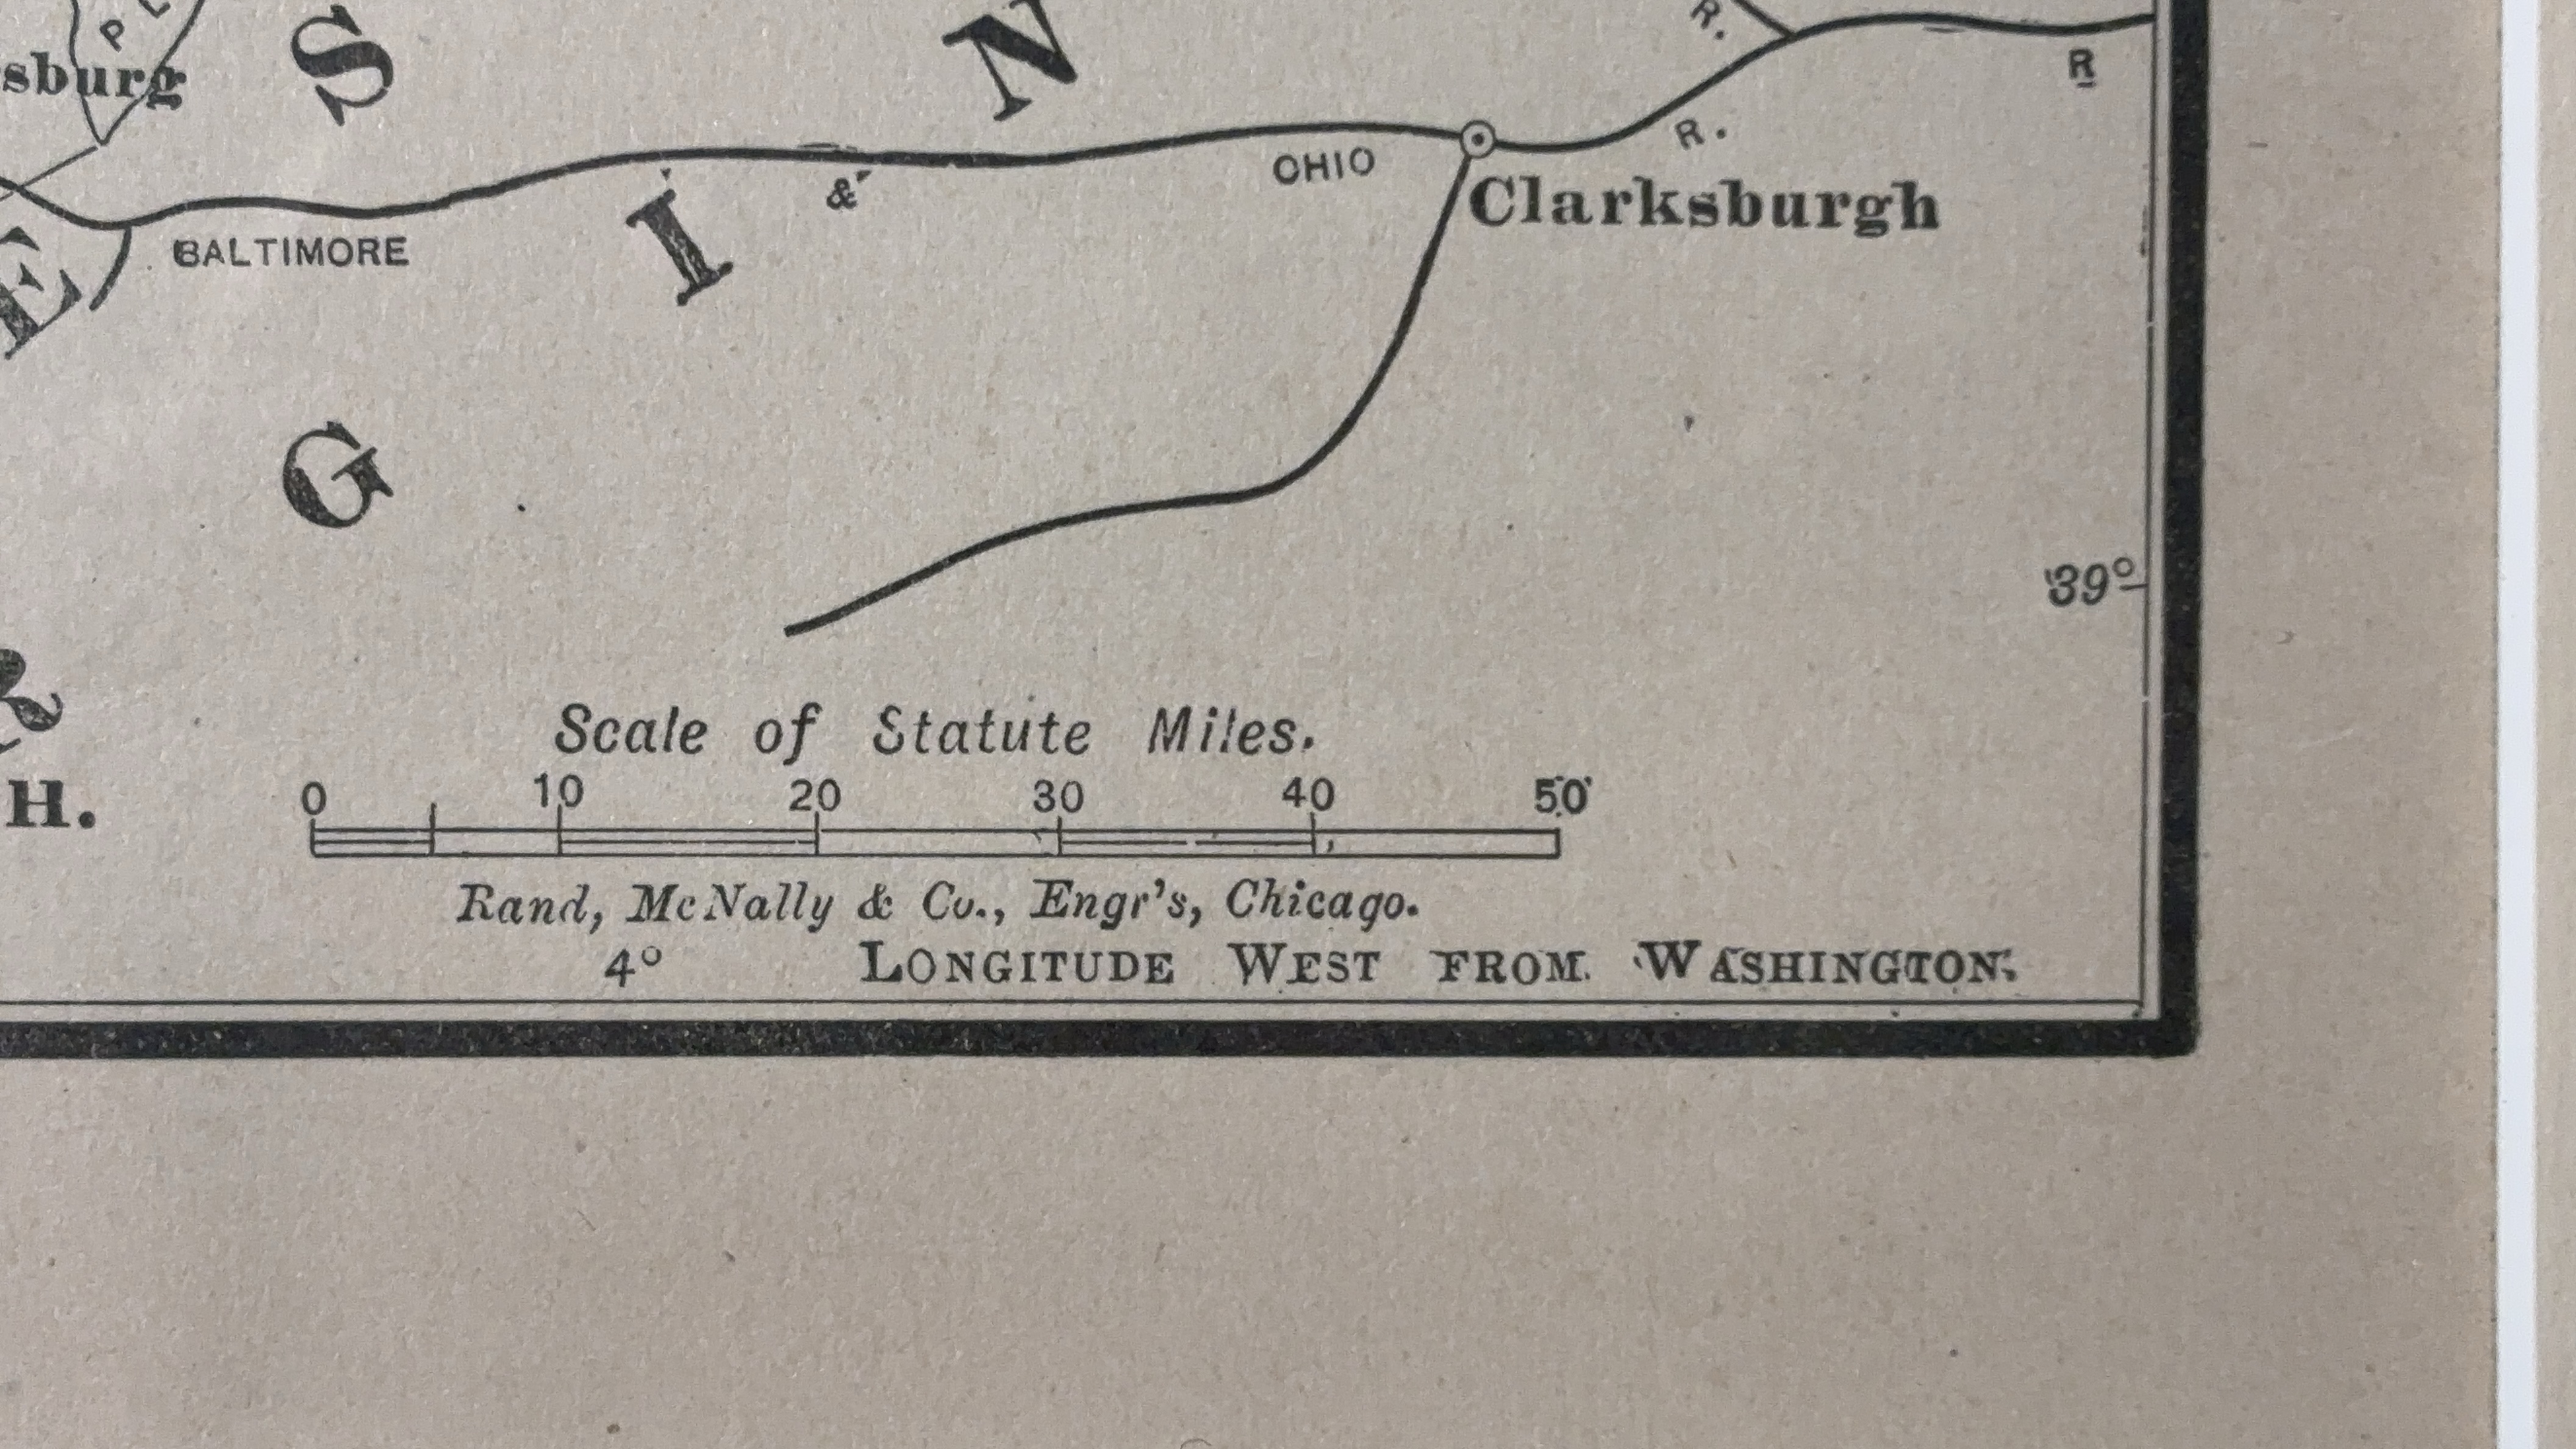 P L
R.
S
N
sburg
R
OHIO
R.
&
Clarksburgh
BALTIMORE
I
E
G
39°
R
Scale of Statute Miles.
0 10 20 30 40 50
H.
Rand, McNally & Co., Engr's, Chicago.
4° LONGITUDE WEST FROM WASHINGTON.